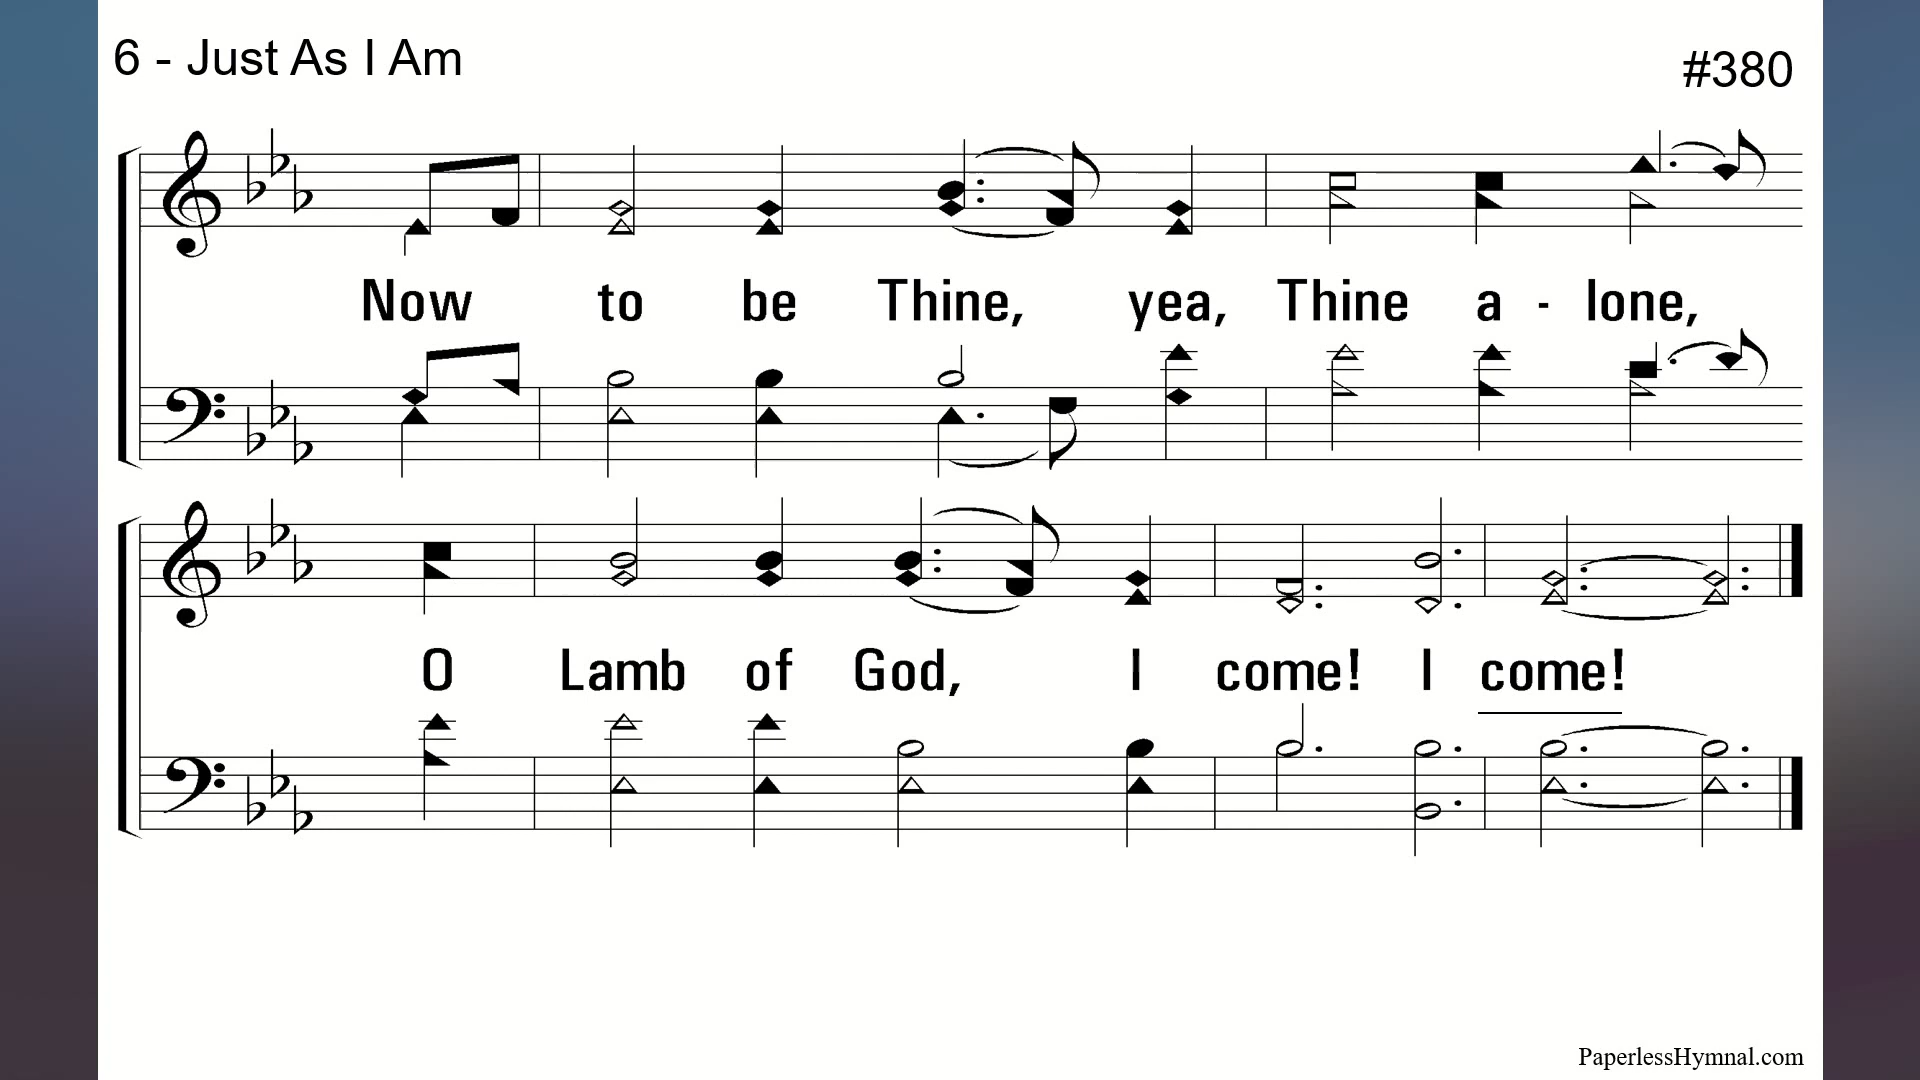 6 - Just As I Am
#380
Now to be Thine, yea, Thine a - lone,
O Lamb of God, I come! I come!
PaperlessHymnal.com